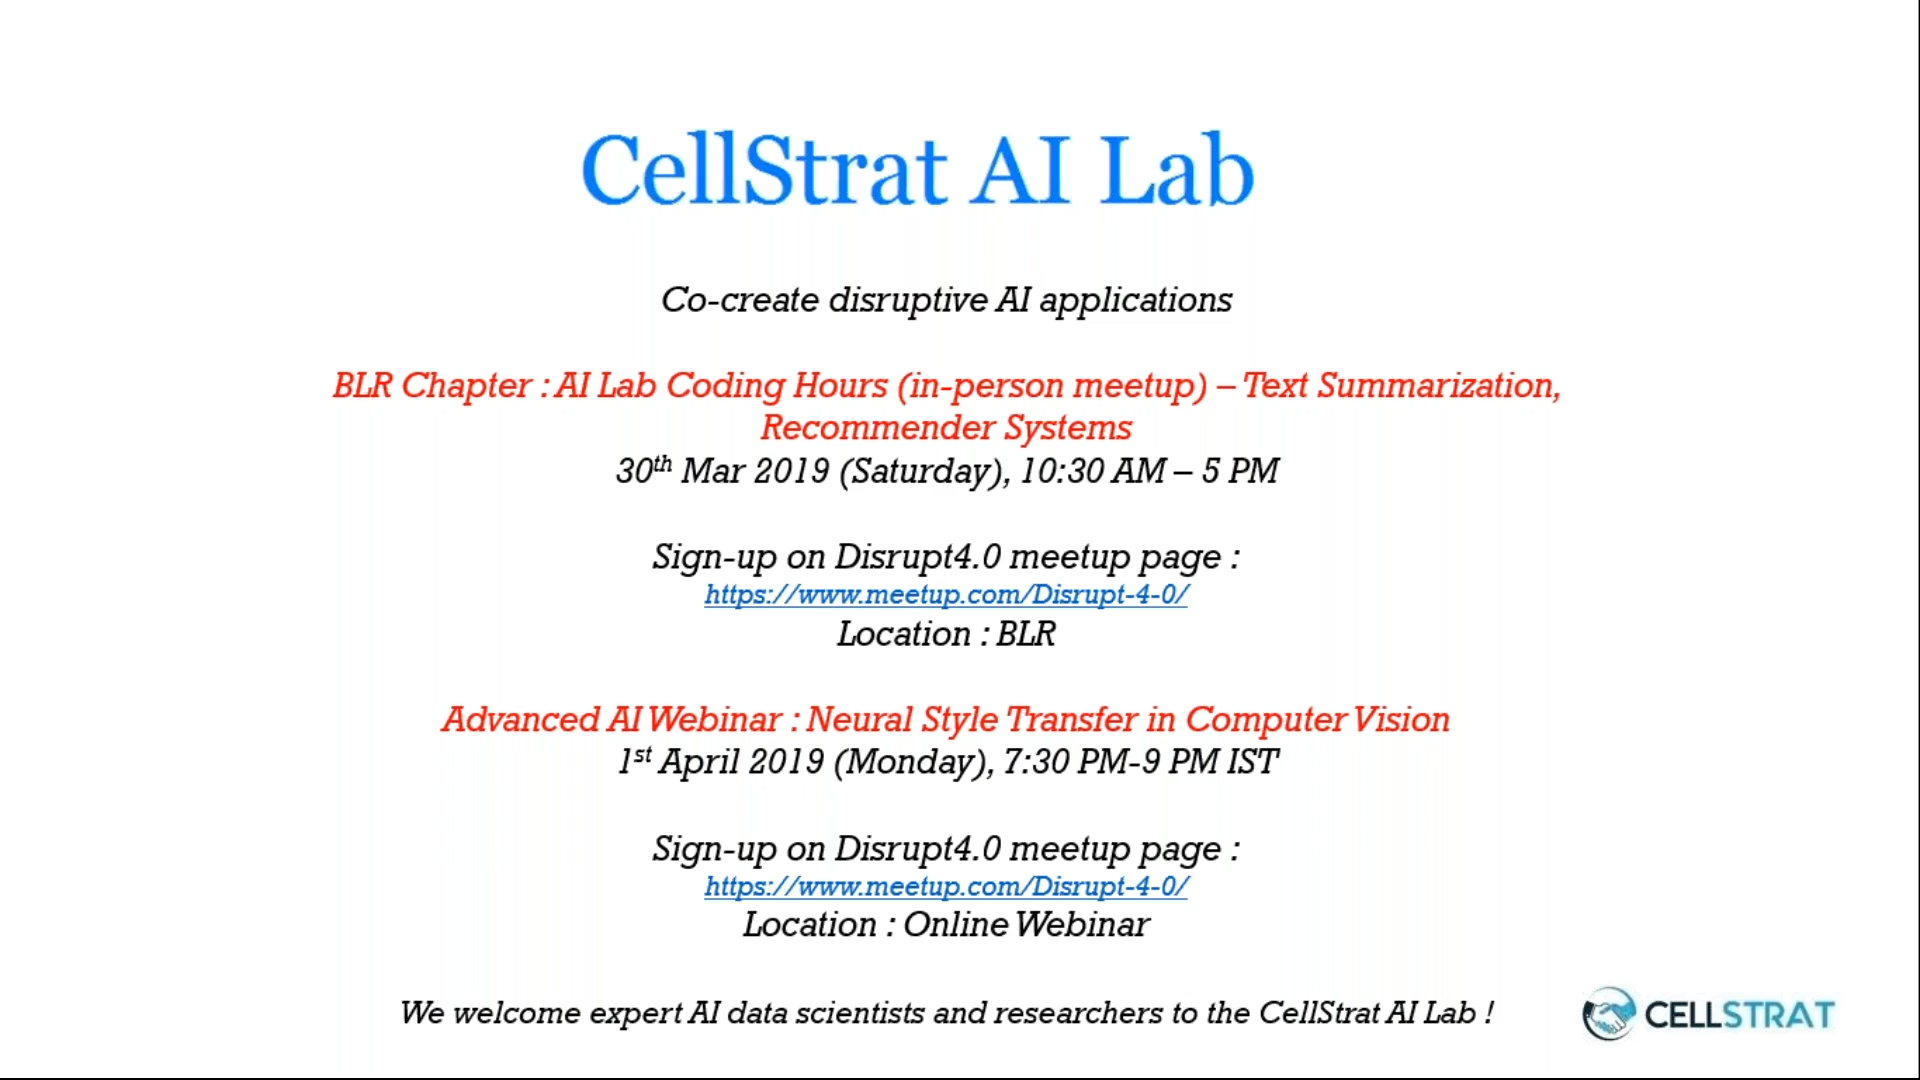 CellStrat AI Lab
Co-create disruptive AI applications
BLR Chapter : AI Lab Coding Hours (in-person meetup) – Text Summarization,
Recommender Systems
30th Mar 2019 (Saturday), 10:30 AM – 5 PM
Sign-up on Disrupt4.0 meetup page :
https://www.meetup.com/Disrupt-4-0/
Location : BLR
Advanced AI Webinar : Neural Style Transfer in Computer Vision
1st April 2019 (Monday), 7:30 PM-9 PM IST
Sign-up on Disrupt4.0 meetup page :
https://www.meetup.com/Disrupt-4-0/
Location : Online Webinar
We welcome expert AI data scientists and researchers to the CellStrat AI Lab !
CELLSTRAT